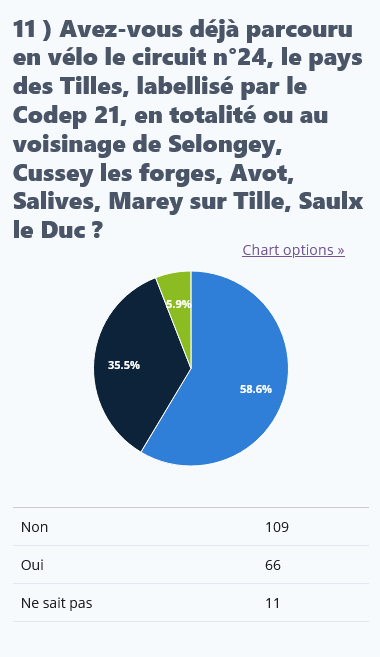 11 ) Avez-vous déjà parcouru
en vélo le circuit n°24, le pays
des Tilles, labellisé par le
Codep 21, en totalité ou au
voisinage de Selongey,
Cussey les forges, Avot,
Salives, Marey sur Tille, Saulx
le Duc ?
Chart options »
5.9%
35.5%
58.6%
Non 109
Oui 66
Ne sait pas 11